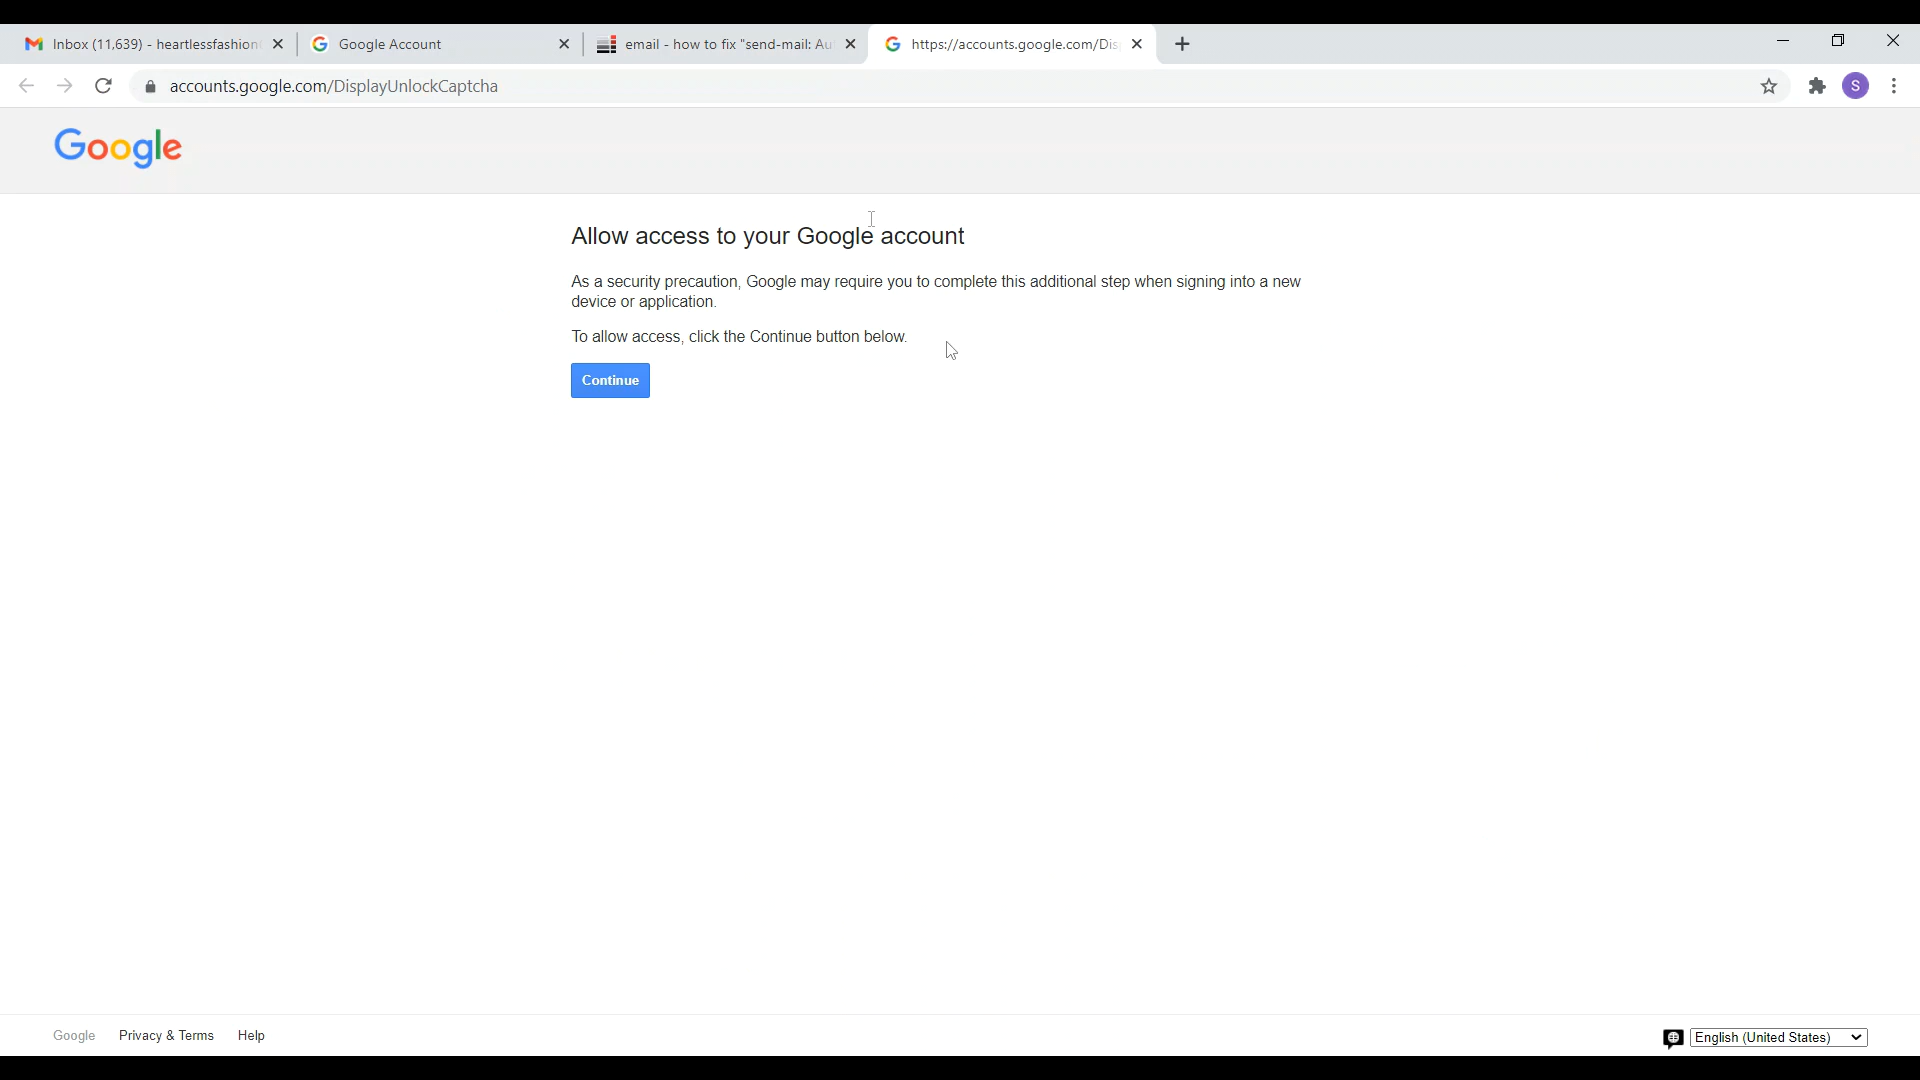 Inbox (11,639) - heartlessfashion
Google Account
email - how to fix "send-mail: Au
https://accounts.google.com/Dis
accounts.google.com/DisplayUnlockCaptcha
S
Google
Allow access to your Google account
As a security precaution, Google may require you to complete this additional step when signing into a new
device or application.
To allow access, click the Continue button below.
Continue
Google Privacy & Terms Help
English (United States)